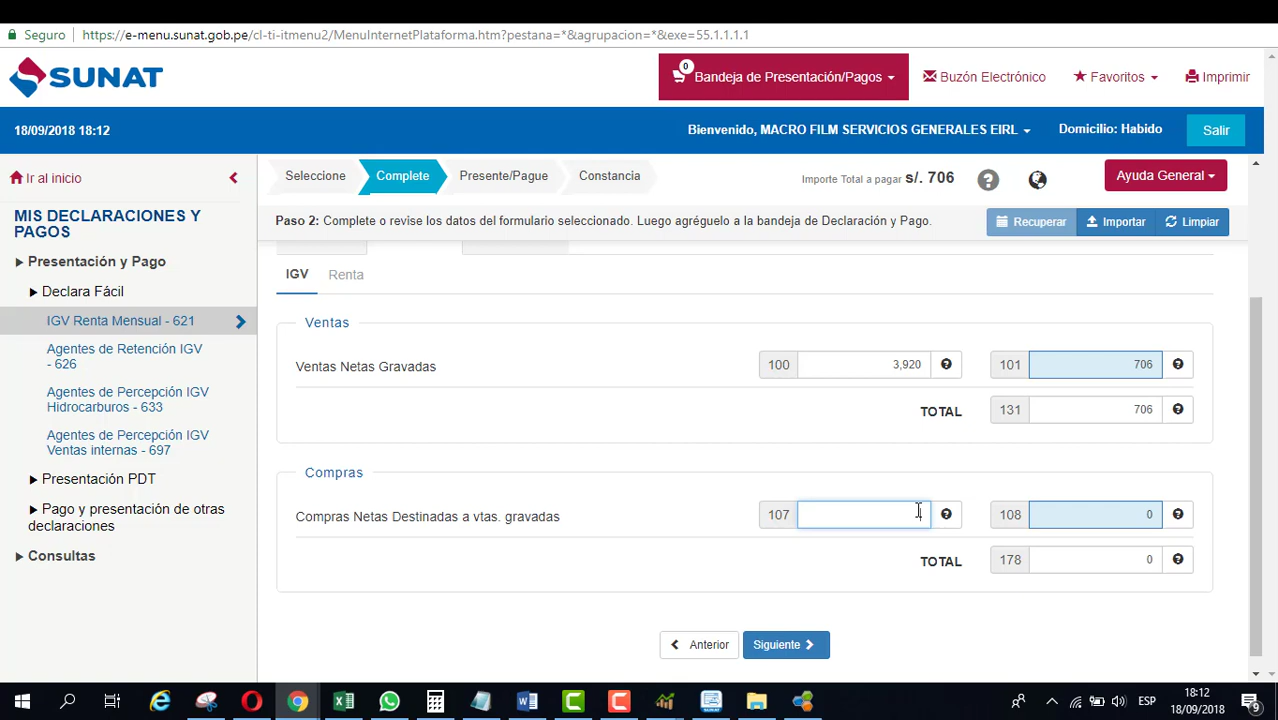 Seguro https://e-menu.sunat.gob.pe/cl-ti-itmenu2/MenuInternetPlataforma.htm?pestana=*&agrupacion=*&exe=55.1.1.1.1
SUNAT
0
Bandeja de Presentación/Pagos
Buzón Electrónico
Favoritos
Imprimir
18/09/2018 18:12
Bienvenido, MACRO FILM SERVICIOS GENERALES EIRL
Domicilio: Habido
Salir
Ir al inicio
MIS DECLARACIONES Y
PAGOS
Presentación y Pago
Declara Fácil
IGV Renta Mensual - 621
Agentes de Retención IGV
- 626
Agentes de Percepción IGV
Hidrocarburos - 633
Agentes de Percepción IGV
Ventas internas - 697
Presentación PDT
Pago y presentación de otras
declaraciones
Consultas
Seleccione
Complete
Presente/Pague
Constancia
Importe Total a pagar s/. 706
Ayuda General
Paso 2: Complete o revise los datos del formulario seleccionado. Luego agréguelo a la bandeja de Declaración y Pago.
Recuperar
Importar
Limpiar
IGV
Renta
Ventas
Ventas Netas Gravadas 100 3,920 101 706
TOTAL 131 706
Compras
Compras Netas Destinadas a vtas. gravadas 107 108 0
TOTAL 178 0
Anterior
Siguiente
ESP
18:12
18/09/2018
9